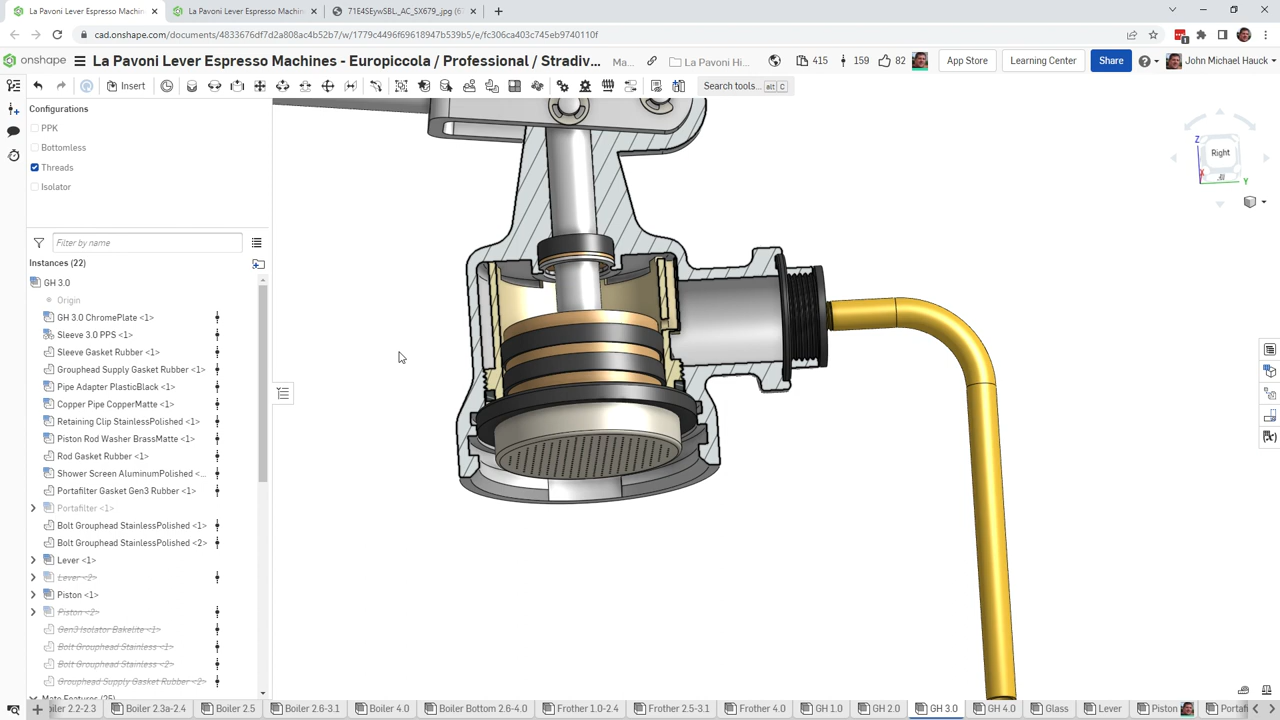 La Pavoni Lever Espresso Machin
La Pavoni Lever Espresso Machin
71E4SEywSBL._AC_SX679_.jpg (67
cad.onshape.com/documents/4833676df7d2a808ac4b52b7/w/1779c4496f69618947b539b5/e/fc306ca403c745eb9740110f
onshape
La Pavoni Lever Espresso Machines - Europiccola / Professional / Stradiv...
Ma...
La Pavoni Hi...
415
159
82
App Store
Learning Center
Share
John Michael Hauck
Insert
Search tools...
alt C
Configurations
PPK
Bottomless
Threads
Isolator
Filter by name
Instances (22)
GH 3.0
Origin
GH 3.0 ChromePlate <1>
Sleeve 3.0 PPS <1>
Sleeve Gasket Rubber <1>
Grouphead Supply Gasket Rubber <1>
Pipe Adapter PlasticBlack <1>
Copper Pipe CopperMatte <1>
Retaining Clip StainlessPolished <1>
Piston Rod Washer BrassMatte <1>
Rod Gasket Rubber <1>
Shower Screen AluminumPolished <...
Portafilter Gasket Gen3 Rubber <1>
Portafilter <1>
Bolt Grouphead StainlessPolished <1>
Bolt Grouphead StainlessPolished <2>
Lever <1>
Lever <2>
Piston <1>
Piston <2>
Gen3 Isolator Bakelite <1>
Bolt Grouphead Stainless <1>
Bolt Grouphead Stainless <2>
Grouphead Supply Gasket Rubber <2>
Mate Features (25)
Z
Right
X
Y
iler 2.2-2.3
Boiler 2.3a-2.4
Boiler 2.5
Boiler 2.6-3.1
Boiler 4.0
Boiler Bottom 2.6-4.0
Frother 1.0-2.4
Frother 2.5-3.1
Frother 4.0
GH 1.0
GH 2.0
GH 3.0
GH 4.0
Glass
Lever
Piston
Portafi